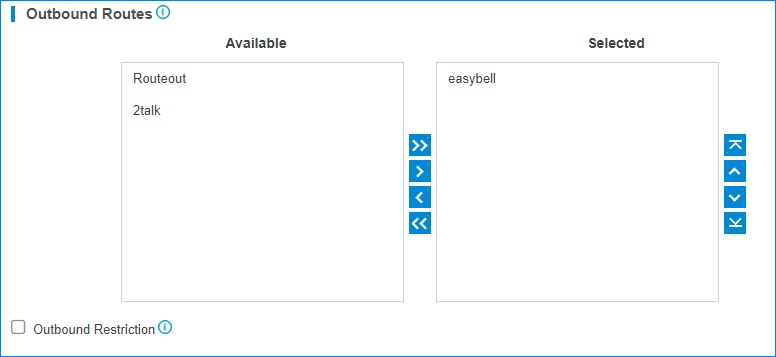 Outbound Routes
Available
Selected
Routeout
2talk
easybell
Outbound Restriction